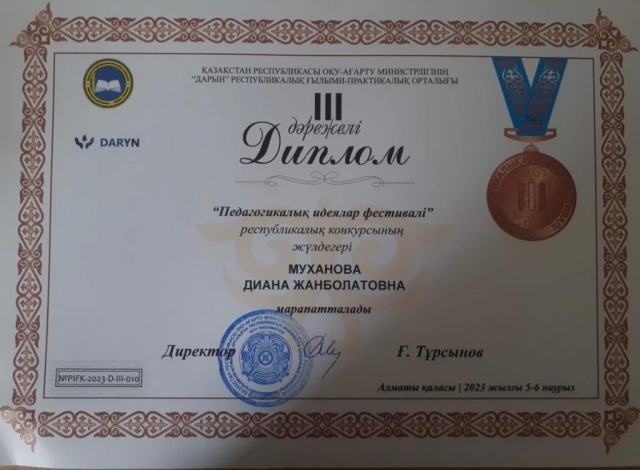 ҚАЗАҚСТАН РЕСПУБЛИКАСЫ ОҚУ-АҒАРТУ МИНИСТРЛІГІНІҢ
"ДАРЫН" РЕСПУБЛИКАЛЫҚ ҒЫЛЫМИ-ПРАКТИКАЛЫҚ ОРТАЛЫҒЫ
III
дәрежелі
Диплом
DARYN
III
"Педагогикалық идеялар фестивалі"
республикалық конкурсының
жүлдегері
МУХАНОВА
ДИАНА ЖАНБОЛАТОВНА
марапатталады
Директор Ғ. Тұрсынов
№PIFK-2023-D-III-010
Алматы қаласы | 2023 жылғы 5-6 наурыз